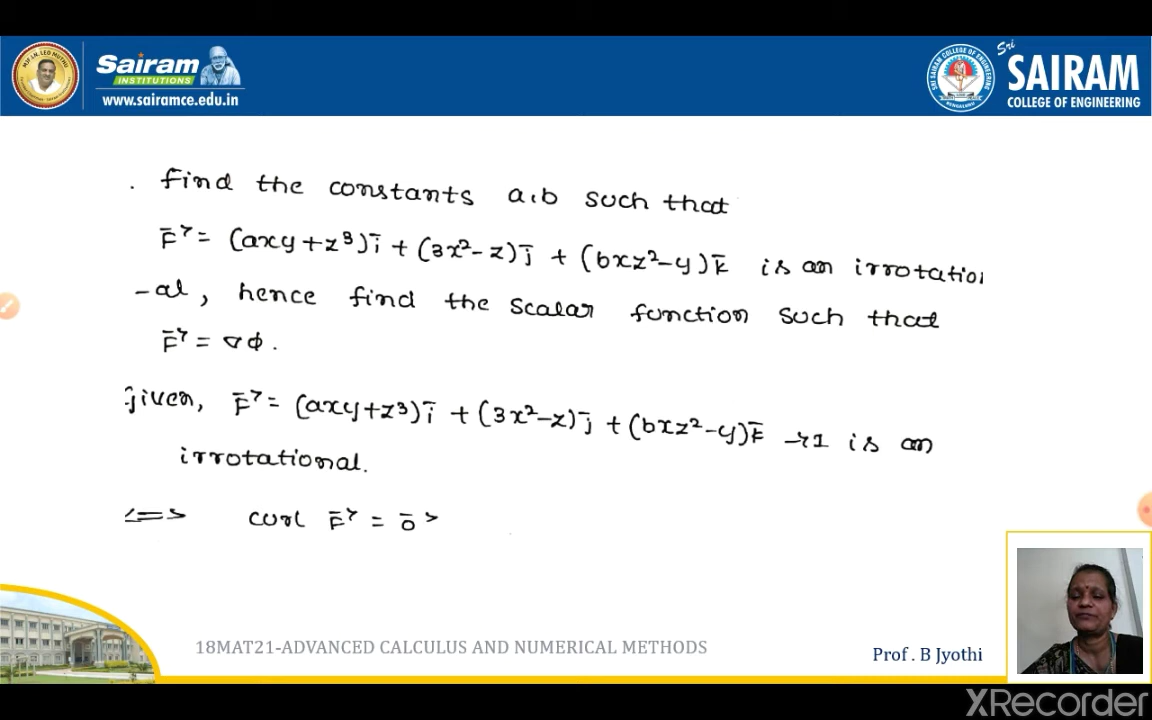 Sairam
INSTITUTIONS
www.sairamce.edu.in
Sri
SAIRAM
COLLEGE OF ENGINEERING
. find the constants a,b such that
F⃗ = (axy+z³)i̅ + (3x²-z)j̅ + (bxz²-y)k̅ is an irrotation
-al, hence find the scalar function such that
F⃗ = ∇φ.
given, F⃗ = (axy+z³)i̅ + (3x²-z)j̅ + (bxz²-y)k̅ →1 is an
irrotational.
<=> curl F⃗ = 0⃗
18MAT21-ADVANCED CALCULUS AND NUMERICAL METHODS
Prof . B Jyothi
XRecorder